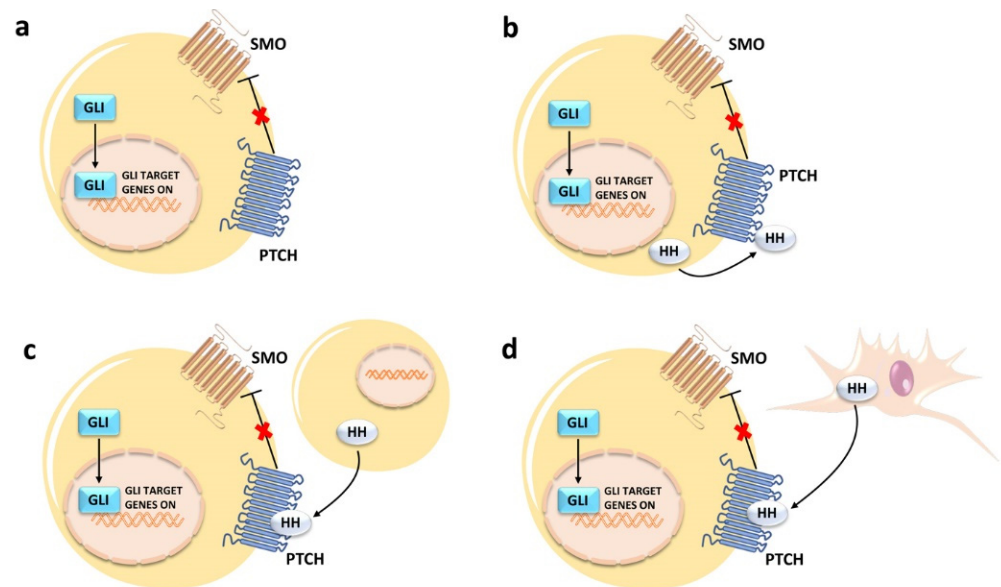 a
SMO
GLI
GLI
GLI TARGET
GENES ON
PTCH
b
SMO
GLI
GLI
GLI TARGET
GENES ON
PTCH
HH
HH
c
SMO
GLI
HH
GLI
GLI TARGET
GENES ON
HH
PTCH
d
SMO
HH
GLI
GLI
GLI TARGET
GENES ON
HH
PTCH